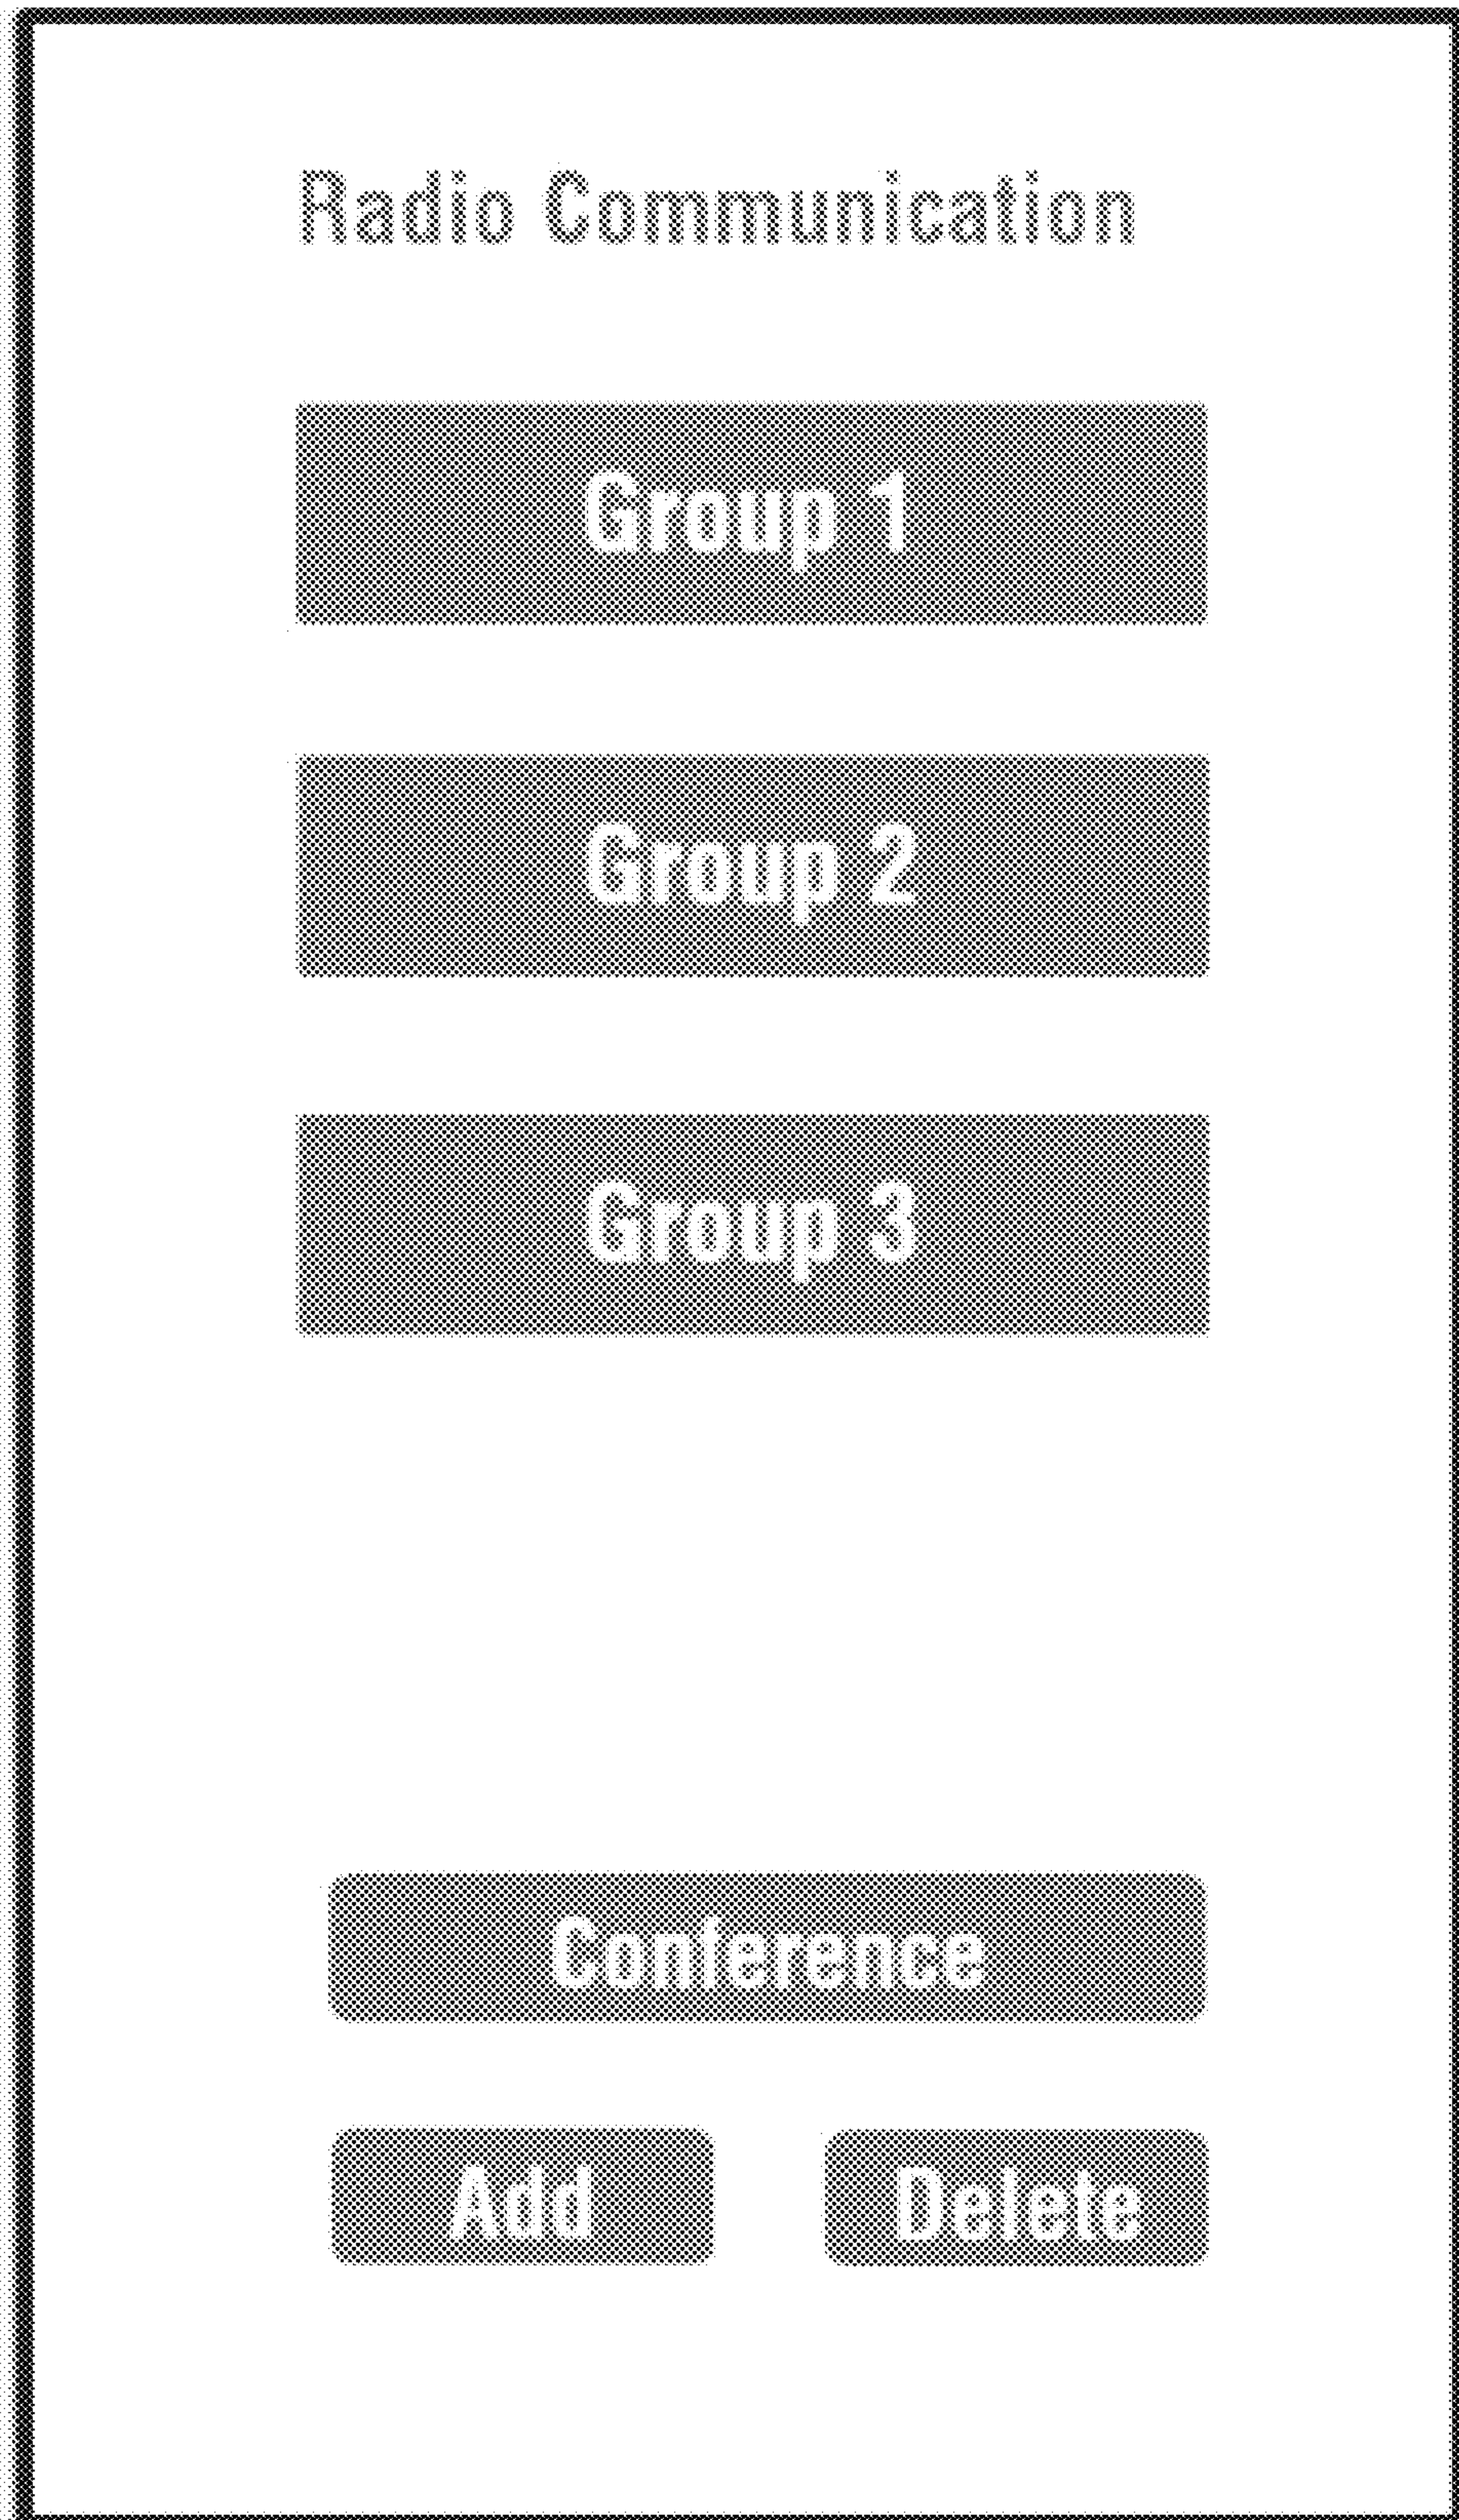 Radio Communication
Group 1
Group 2
Group 3
Conference
Add Delete